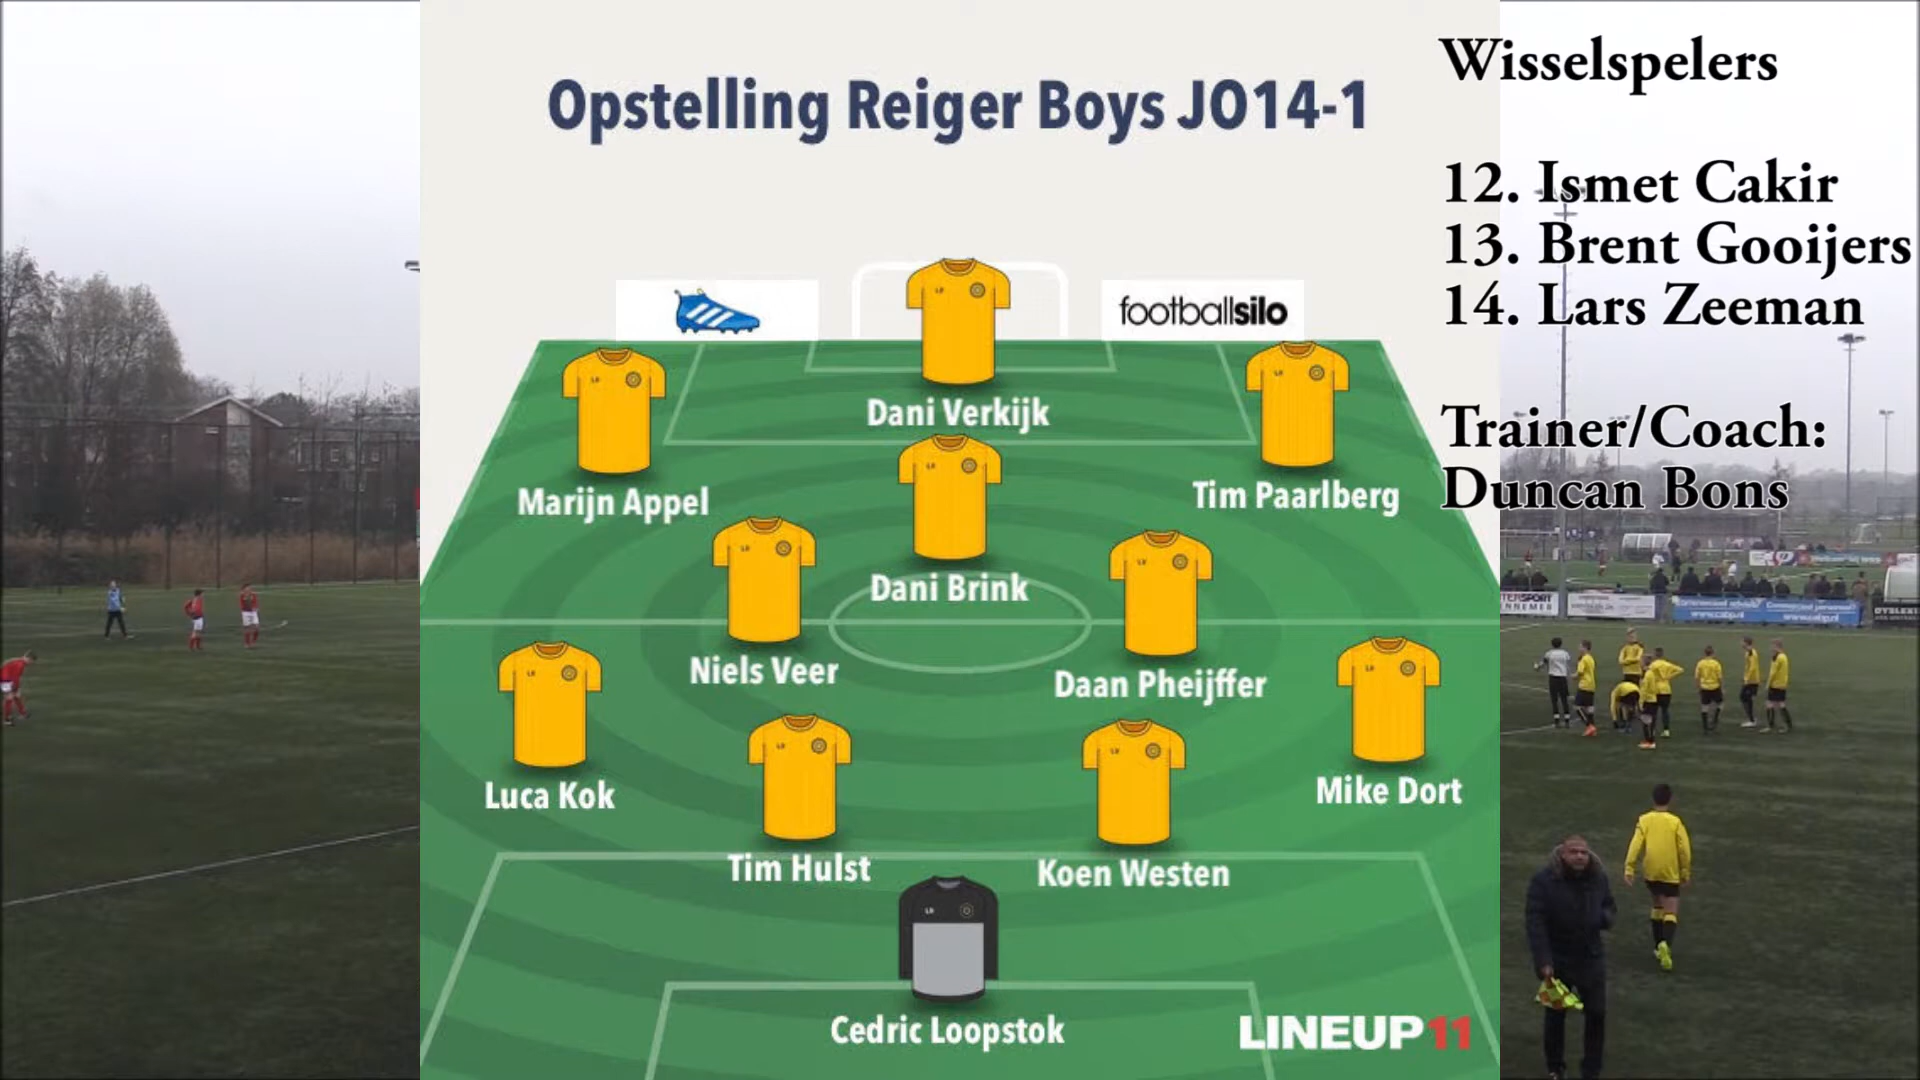 Opstelling Reiger Boys JO14-1
footballsilo
Dani Verkijk
Marijn Appel
Tim Paarlberg
Dani Brink
Niels Veer
Daan Pheijffer
Luca Kok
Mike Dort
Tim Hulst
Koen Westen
Cedric Loopstok
LINEUP11
Wisselspelers
12. Ismet Cakir
13. Brent Gooijers
14. Lars Zeeman
Trainer/Coach:
Duncan Bons